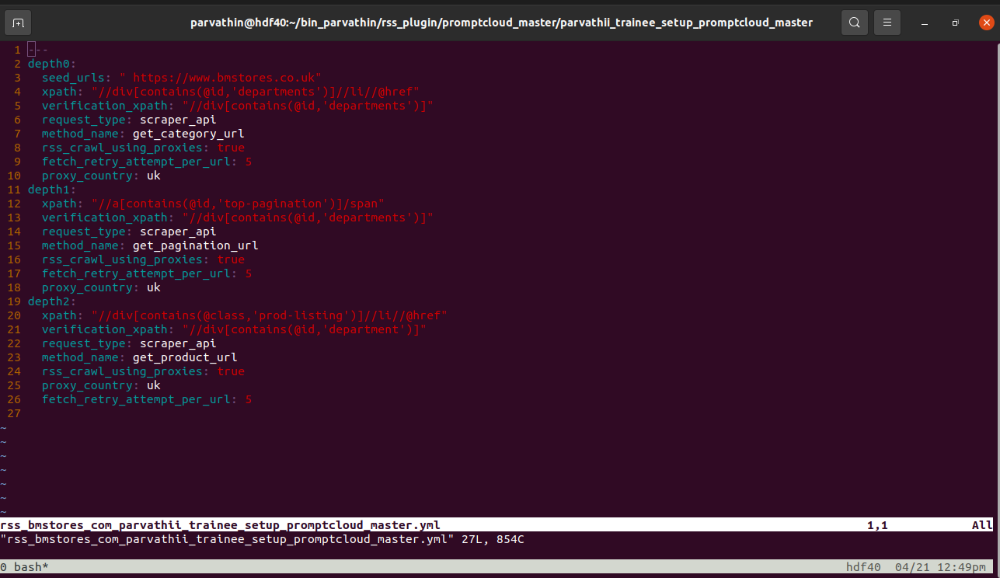 parvathin@hdf40:~/bin_parvathin/rss_plugin/promptcloud_master/parvathii_trainee_setup_promptcloud_master
1 ---
2 depth0:
3   seed_urls: " https://www.bmstores.co.uk"
4   xpath: "//div[contains(@id,'departments')]//li//@href"
5   verification_xpath: "//div[contains(@id,'departments')]"
6   request_type: scraper_api
7   method_name: get_category_url
8   rss_crawl_using_proxies: true
9   fetch_retry_attempt_per_url: 5
10   proxy_country: uk
11 depth1:
12   xpath: "//a[contains(@id,'top-pagination')]/span"
13   verification_xpath: "//div[contains(@id,'departments')]"
14   request_type: scraper_api
15   method_name: get_pagination_url
16   rss_crawl_using_proxies: true
17   fetch_retry_attempt_per_url: 5
18   proxy_country: uk
19 depth2:
20   xpath: "//div[contains(@class,'prod-listing')]//li//@href"
21   verification_xpath: "//div[contains(@id,'department')]"
22   request_type: scraper_api
23   method_name: get_product_url
24   rss_crawl_using_proxies: true
25   proxy_country: uk
26   fetch_retry_attempt_per_url: 5
27
~
~
~
~
~
~
~
rss_bmstores_com_parvathii_trainee_setup_promptcloud_master.yml 1,1 All
"rss_bmstores_com_parvathii_trainee_setup_promptcloud_master.yml" 27L, 854C
0 bash* hdf40 04/21 12:49pm